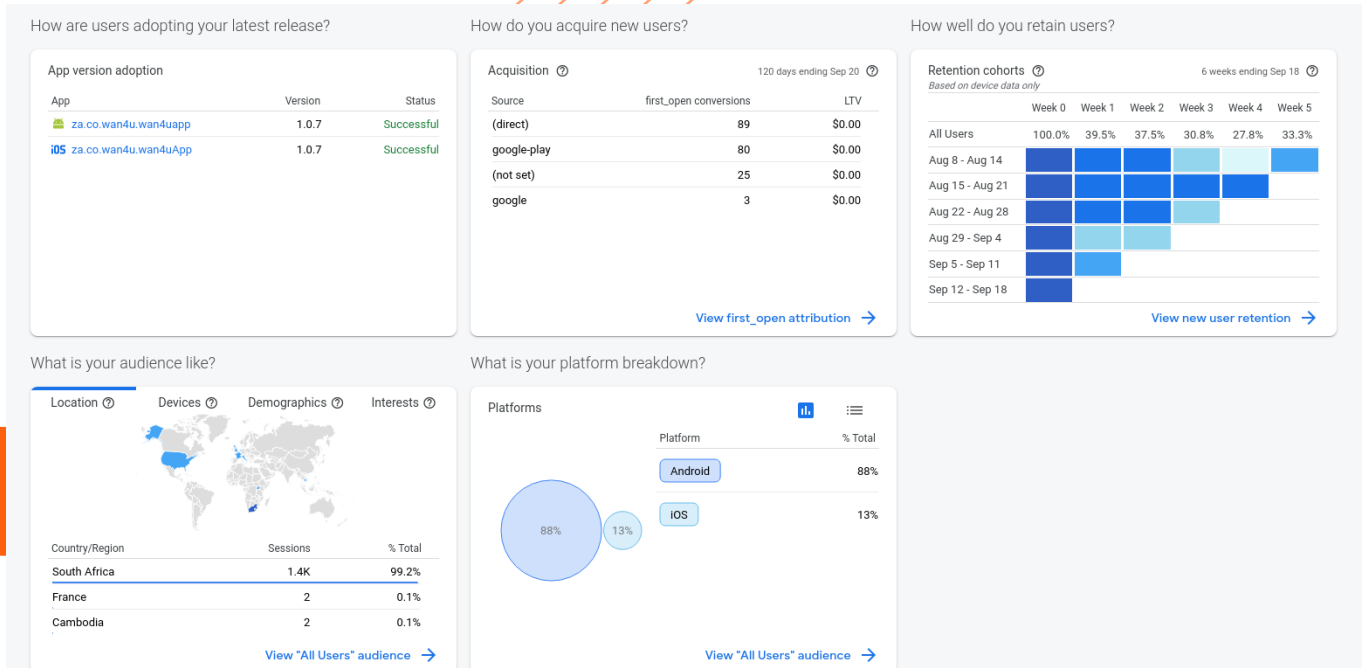 How are users adopting your latest release?
App version adoption
App Version Status
za.co.wan4u.wan4uapp 1.0.7 Successful
iOS za.co.wan4u.wan4uApp 1.0.7 Successful
How do you acquire new users?
Acquisition 120 days ending Sep 20
Source first_open conversions LTV
(direct) 89 $0.00
google-play 80 $0.00
(not set) 25 $0.00
google 3 $0.00
View first_open attribution
How well do you retain users?
Retention cohorts 6 weeks ending Sep 18
Based on device data only
Week 0 Week 1 Week 2 Week 3 Week 4 Week 5
All Users 100.0% 39.5% 37.5% 30.8% 27.8% 33.3%
Aug 8 - Aug 14
Aug 15 - Aug 21
Aug 22 - Aug 28
Aug 29 - Sep 4
Sep 5 - Sep 11
Sep 12 - Sep 18
View new user retention
What is your audience like?
Location Devices Demographics Interests
Country/Region Sessions % Total
South Africa 1.4K 99.2%
France 2 0.1%
Cambodia 2 0.1%
View "All Users" audience
What is your platform breakdown?
Platforms
Platform % Total
Android 88%
iOS 13%
88% 13%
View "All Users" audience